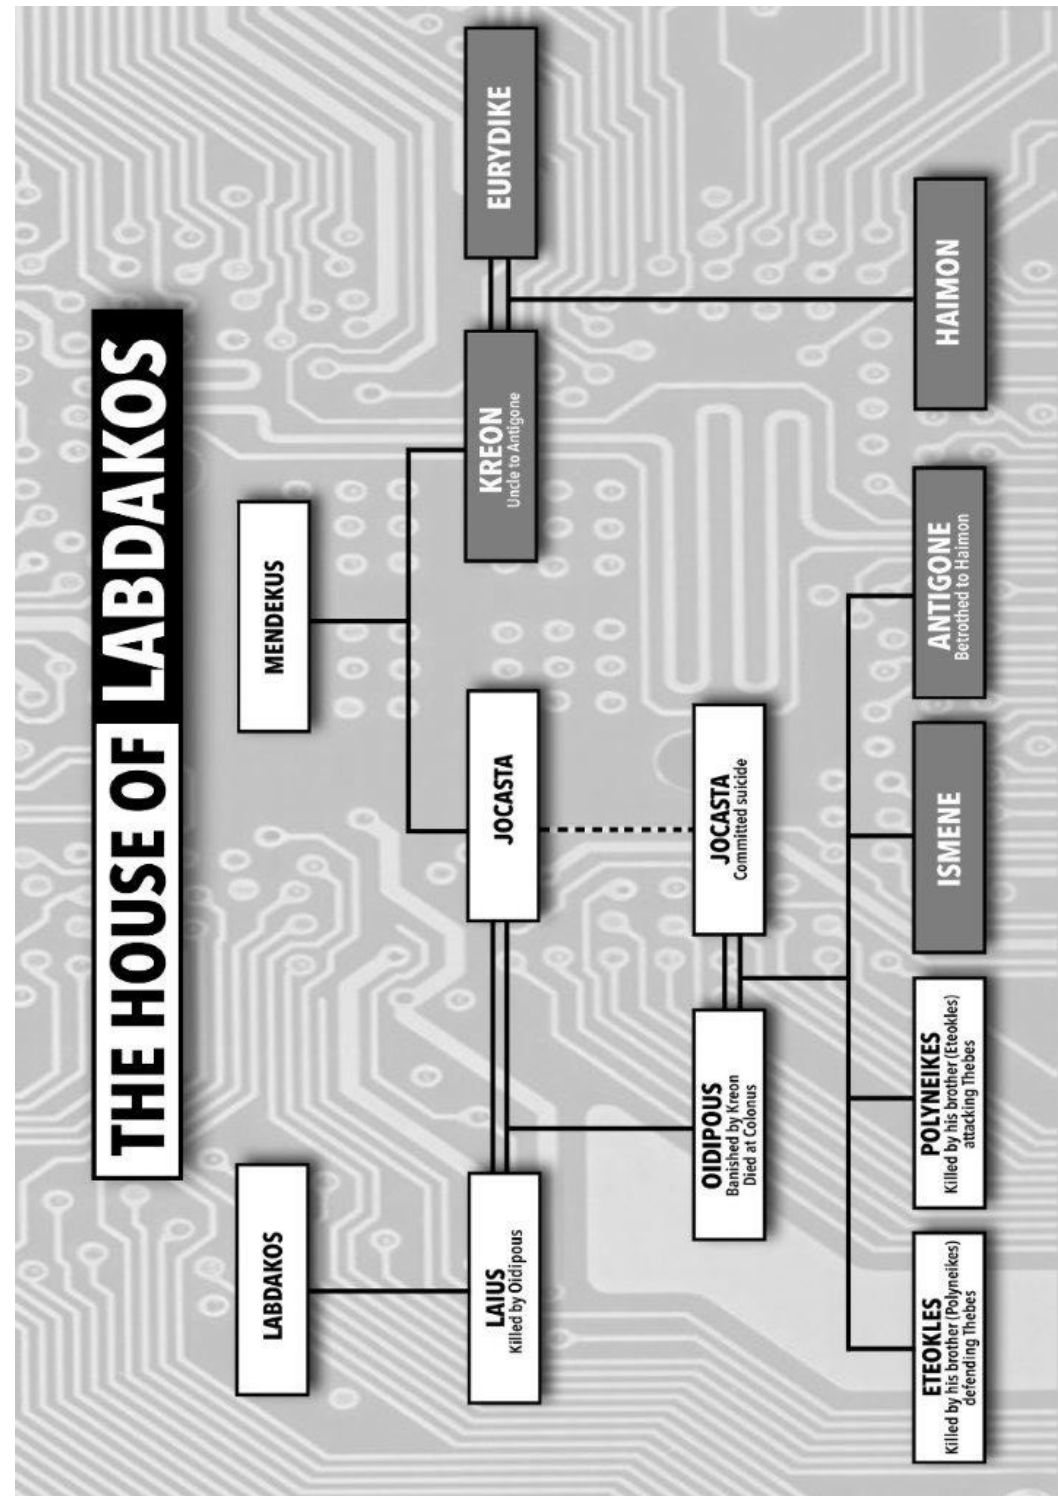 THE HOUSE OF LABDAKOS
LABDAKOS
MENDEKUS
LAIUS
Killed by Oidipous
JOCASTA
KREON
Uncle to Antigone
EURYDIKE
OIDIPOUS
Banished by Kreon
Died at Colonus
JOCASTA
Committed suicide
ETEOKLES
Killed by his brother (Polyneikes)
defending Thebes
POLYNEIKES
Killed by his brother (Eteokles)
attacking Thebes
ISMENE
ANTIGONE
Betrothed to Haimon
HAIMON